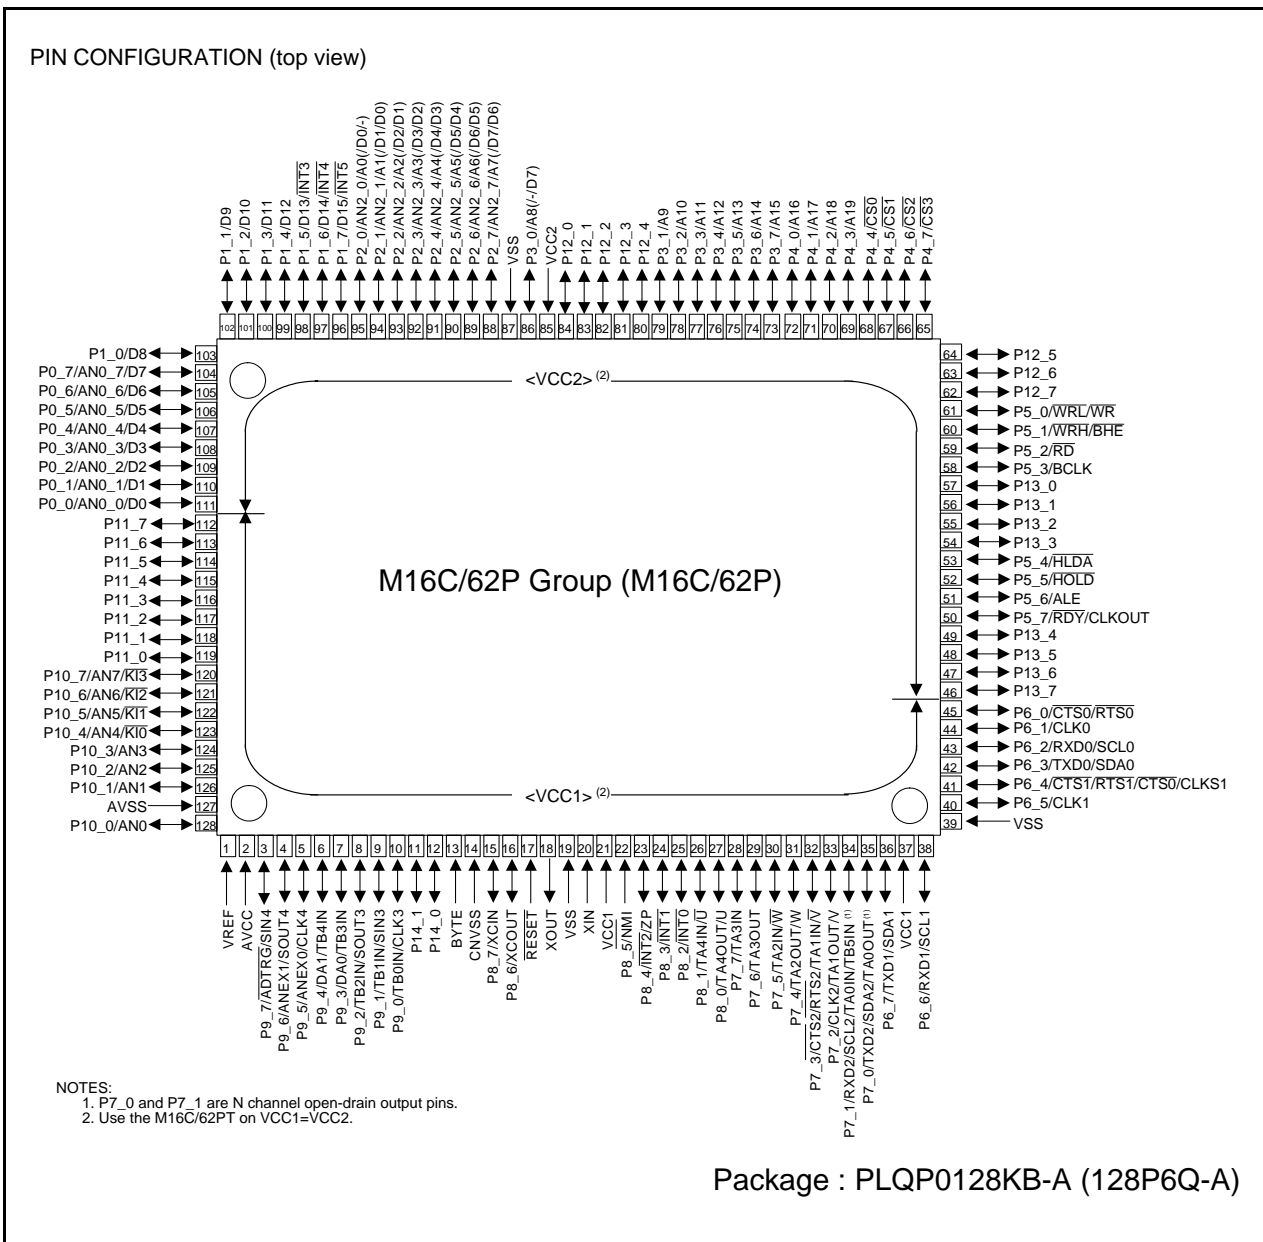 PIN CONFIGURATION (top view)
P1_1/D9
P1_2/D10
P1_3/D11
P1_4/D12
P1_5/D13/INT3
P1_6/D14/INT4
P1_7/D15/INT5
P2_0/AN2_0/A0(/D0/-)
P2_1/AN2_1/A1(/D1/D0)
P2_2/AN2_2/A2(/D2/D1)
P2_3/AN2_3/A3(/D3/D2)
P2_4/AN2_4/A4(/D4/D3)
P2_5/AN2_5/A5(/D5/D4)
P2_6/AN2_6/A6(/D6/D5)
P2_7/AN2_7/A7(/D7/D6)
VSS
P3_0/A8(/-/D7)
VCC2
P12_0
P12_1
P12_2
P12_3
P12_4
P3_1/A9
P3_2/A10
P3_3/A11
P3_4/A12
P3_5/A13
P3_6/A14
P3_7/A15
P4_0/A16
P4_1/A17
P4_2/A18
P4_3/A19
P4_4/CS0
P4_5/CS1
P4_6/CS2
P4_7/CS3
102 101 100 99 98 97 96 95 94 93 92 91 90 89 88 87 86 85 84 83 82 81 80 79 78 77 76 75 74 73 72 71 70 69 68 67 66 65
P1_0/D8 103
P0_7/AN0_7/D7 104
P0_6/AN0_6/D6 105
P0_5/AN0_5/D5 106
P0_4/AN0_4/D4 107
P0_3/AN0_3/D3 108
P0_2/AN0_2/D2 109
P0_1/AN0_1/D1 110
P0_0/AN0_0/D0 111
P11_7 112
P11_6 113
P11_5 114
P11_4 115
P11_3 116
P11_2 117
P11_1 118
P11_0 119
P10_7/AN7/KI3 120
P10_6/AN6/KI2 121
P10_5/AN5/KI1 122
P10_4/AN4/KI0 123
P10_3/AN3 124
P10_2/AN2 125
P10_1/AN1 126
AVSS 127
P10_0/AN0 128
<VCC2> (2)
M16C/62P Group (M16C/62P)
<VCC1> (2)
64 P12_5
63 P12_6
62 P12_7
61 P5_0/WRL/WR
60 P5_1/WRH/BHE
59 P5_2/RD
58 P5_3/BCLK
57 P13_0
56 P13_1
55 P13_2
54 P13_3
53 P5_4/HLDA
52 P5_5/HOLD
51 P5_6/ALE
50 P5_7/RDY/CLKOUT
49 P13_4
48 P13_5
47 P13_6
46 P13_7
45 P6_0/CTS0/RTS0
44 P6_1/CLK0
43 P6_2/RXD0/SCL0
42 P6_3/TXD0/SDA0
41 P6_4/CTS1/RTS1/CTS0/CLKS1
40 P6_5/CLK1
39 VSS
1 2 3 4 5 6 7 8 9 10 11 12 13 14 15 16 17 18 19 20 21 22 23 24 25 26 27 28 29 30 31 32 33 34 35 36 37 38
VREF
AVCC
P9_7/ADTRG/SIN4
P9_6/ANEX1/SOUT4
P9_5/ANEX0/CLK4
P9_4/DA1/TB4IN
P9_3/DA0/TB3IN
P9_2/TB2IN/SOUT3
P9_1/TB1IN/SIN3
P9_0/TB0IN/CLK3
P14_1
P14_0
BYTE
CNVSS
P8_7/XCIN
P8_6/XCOUT
RESET
XOUT
VSS
XIN
VCC1
P8_5/NMI
P8_4/INT2/ZP
P8_3/INT1
P8_2/INT0
P8_1/TA4IN/U
P8_0/TA4OUT/U
P7_7/TA3IN
P7_6/TA3OUT
P7_5/TA2IN/W
P7_4/TA2OUT/W
P7_3/CTS2/RTS2/TA1IN/V
P7_2/CLK2/TA1OUT/V
P7_1/RXD2/SCL2/TA0IN/TB5IN (1)
P7_0/TXD2/SDA2/TA0OUT (1)
P6_7/TXD1/SDA1
VCC1
P6_6/RXD1/SCL1
NOTES:
1. P7_0 and P7_1 are N channel open-drain output pins.
2. Use the M16C/62PT on VCC1=VCC2.
Package : PLQP0128KB-A (128P6Q-A)